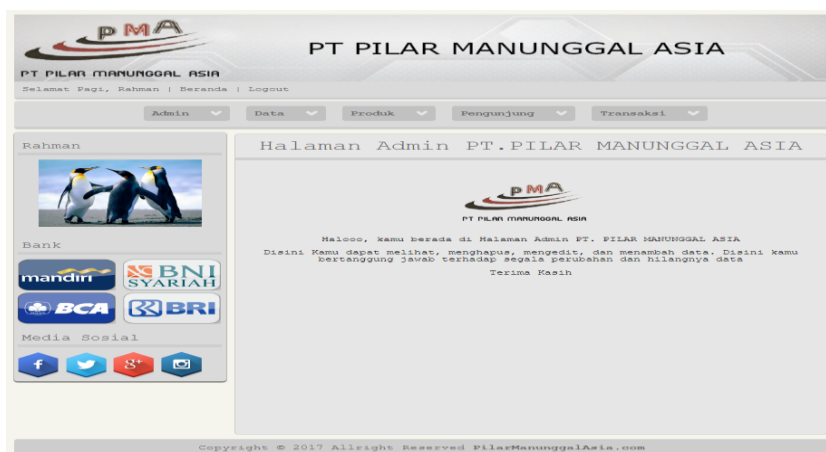 PMA
PT PILAR MANUNGGAL ASIA
PT PILAR MANUNGGAL ASIA
Selamat Pagi, Rahman | Beranda | Logout
Admin Data Produk Pengunjung Transaksi
Rahman
Halaman Admin PT.PILAR MANUNGGAL ASIA
PMA
PT PILAR MANUNGGAL ASIA
Halooo, kamu berada di Halaman Admin PT. PILAR MANUNGGAL ASIA
Disini Kamu dapat melihat, menghapus, mengedit, dan menambah data. Disini kamu
bertanggung jawab terhadap segala perubahan dan hilangnya data
Terima Kasih
Bank
mandiri BNI
SYARIAH
BCA BRI
Media Sosial
f 8+
Copyright © 2017 Allright Reserved PilarManunggalAsia.com